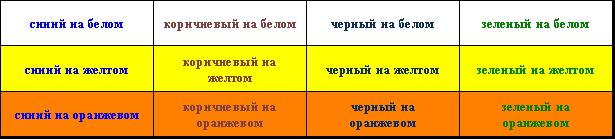 синий на белом коричневый на белом черный на белом зеленый на белом
синий на желтом коричневый на желтом черный на желтом зеленый на желтом
синий на оранжевом коричневый на оранжевом черный на оранжевом зеленый на оранжевом